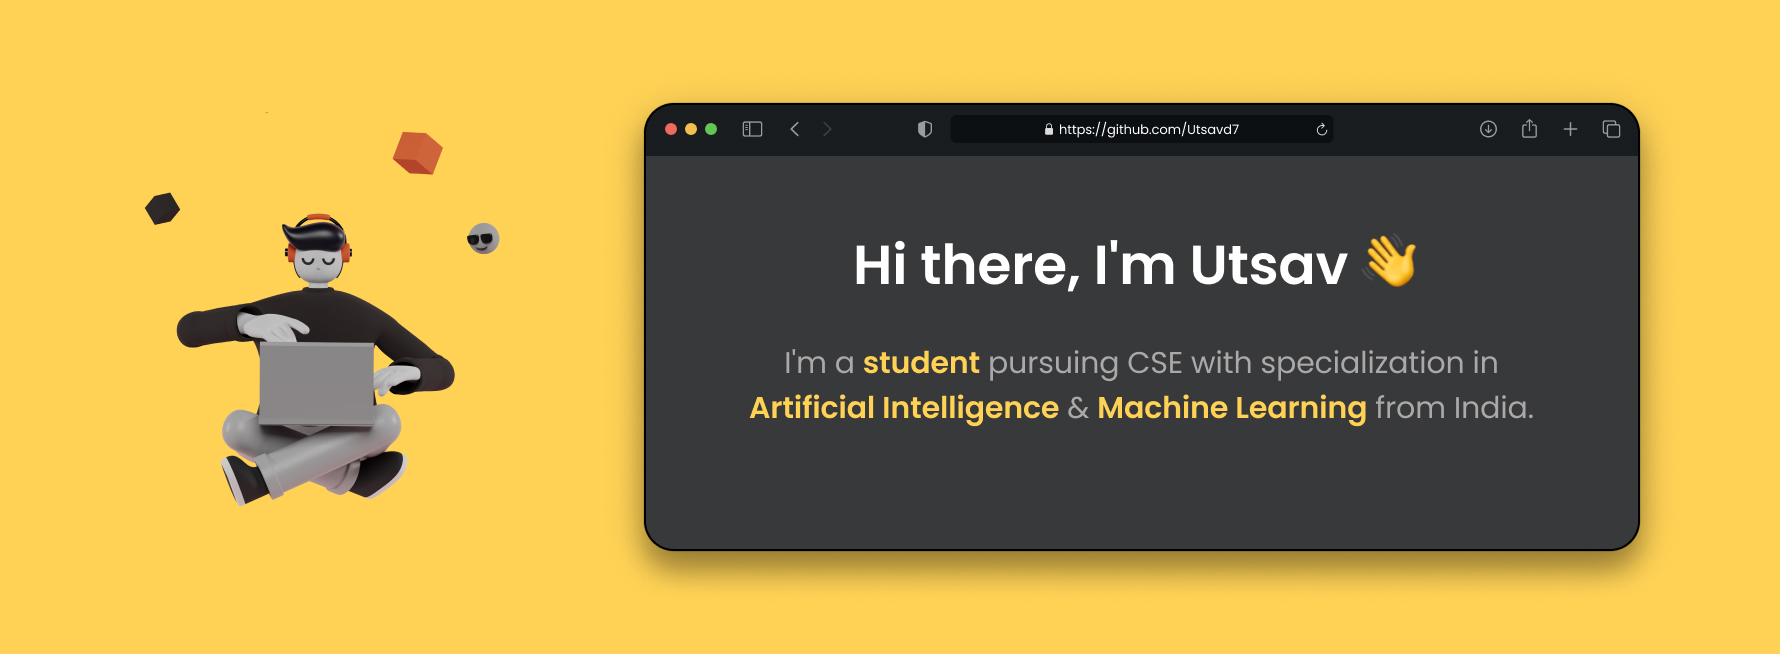 https://github.com/Utsavd7
Hi there, I'm Utsav 👋
I'm a student pursuing CSE with specialization in
Artificial Intelligence & Machine Learning from India.